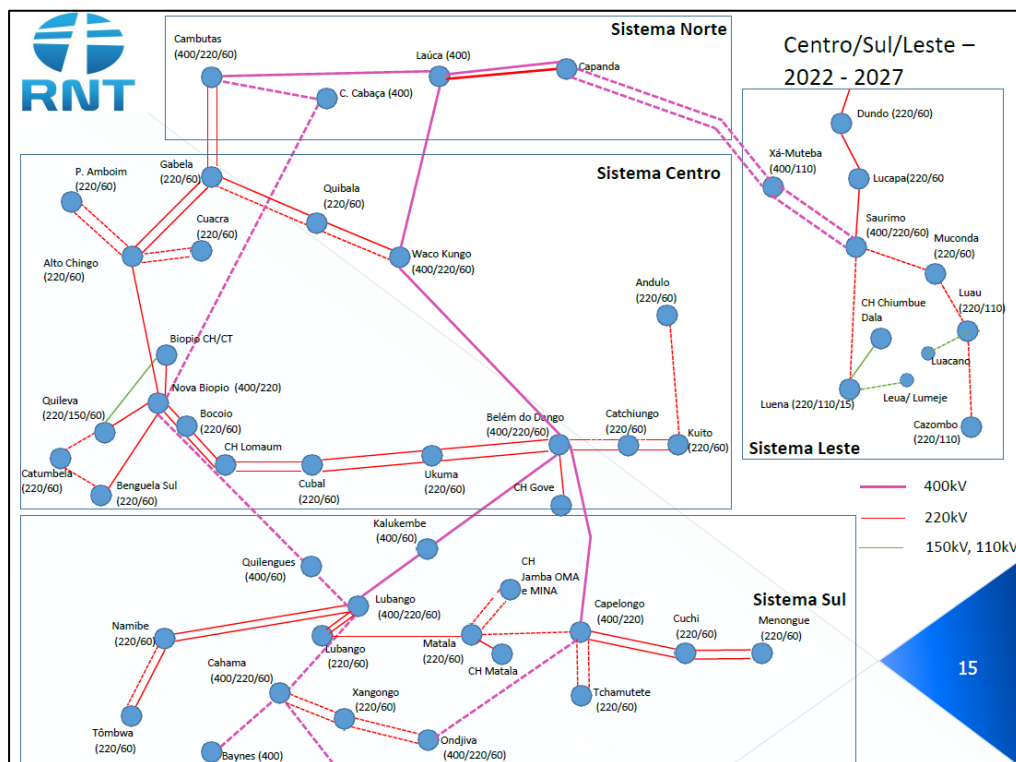 RNT
Sistema Norte
Cambutas
(400/220/60)
Laúca (400)
Capanda
C. Cabaça (400)
Centro/Sul/Leste –
2022 - 2027
Dundo (220/60)
Xá-Muteba
(400/110)
Lucapa(220/60
Saurimo
(400/220/60)
Muconda
(220/60)
Luau
(220/110)
CH Chiumbue
Dala
Luacano
Leua/ Lumeje
Luena (220/110/15)
Cazombo
(220/110)
Sistema Leste
Sistema Centro
P. Amboim
(220/60)
Gabela
(220/60)
Quibala
(220/60)
Cuacra
(220/60)
Alto Chingo
(220/60)
Waco Kungo
(400/220/60)
Andulo
(220/60)
Biopio CH/CT
Nova Biopio (400/220)
Quileva
(220/150/60)
Bocoio
(220/60)
CH Lomaum
Catumbela
(220/60)
Benguela Sul
(220/60)
Cubal
(220/60)
Ukuma
(220/60)
Belém do Dango
(400/220/60)
Catchiungo
(220/60)
Kuito
(220/60)
CH Gove
400kV
220kV
150kV, 110kV
Sistema Sul
Kalukembe
(400/60)
Quilengues
(400/60)
CH
Jamba OMA
e MINA
Lubango
(400/220/60)
Capelongo
(400/220)
Cuchi
(220/60)
Menongue
(220/60)
Namibe
(220/60)
Lubango
(220/60)
Matala
(220/60)
CH Matala
Cahama
(400/220/60)
Xangongo
(220/60)
Tchamutete
(220/60)
Tômbwa
(220/60)
Ondjiva
(400/220/60)
Baynes (400)
15